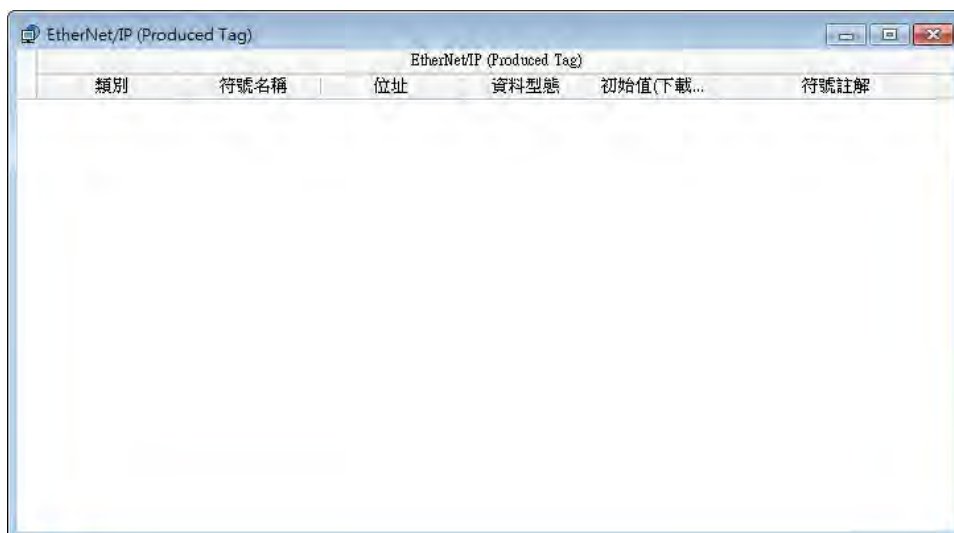 EtherNet/IP (Produced Tag)
EtherNet/IP (Produced Tag)
類別 符號名稱 位址 資料型態 初始值(下載... 符號註解